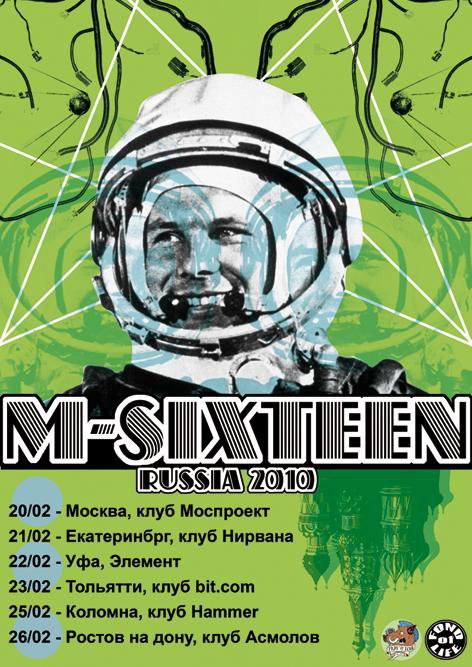 M-SIXTEEN
RUSSIA 2010
20/02 - Москва, клуб Моспроект
21/02 - Екатеринбрг, клуб Нирвана
22/02 - Уфа, Элемент
23/02 - Тольятти, клуб bit.com
25/02 - Коломна, клуб Hammer
26/02 - Ростов на дону, клуб Асмолов
FOND
OF
LIFE